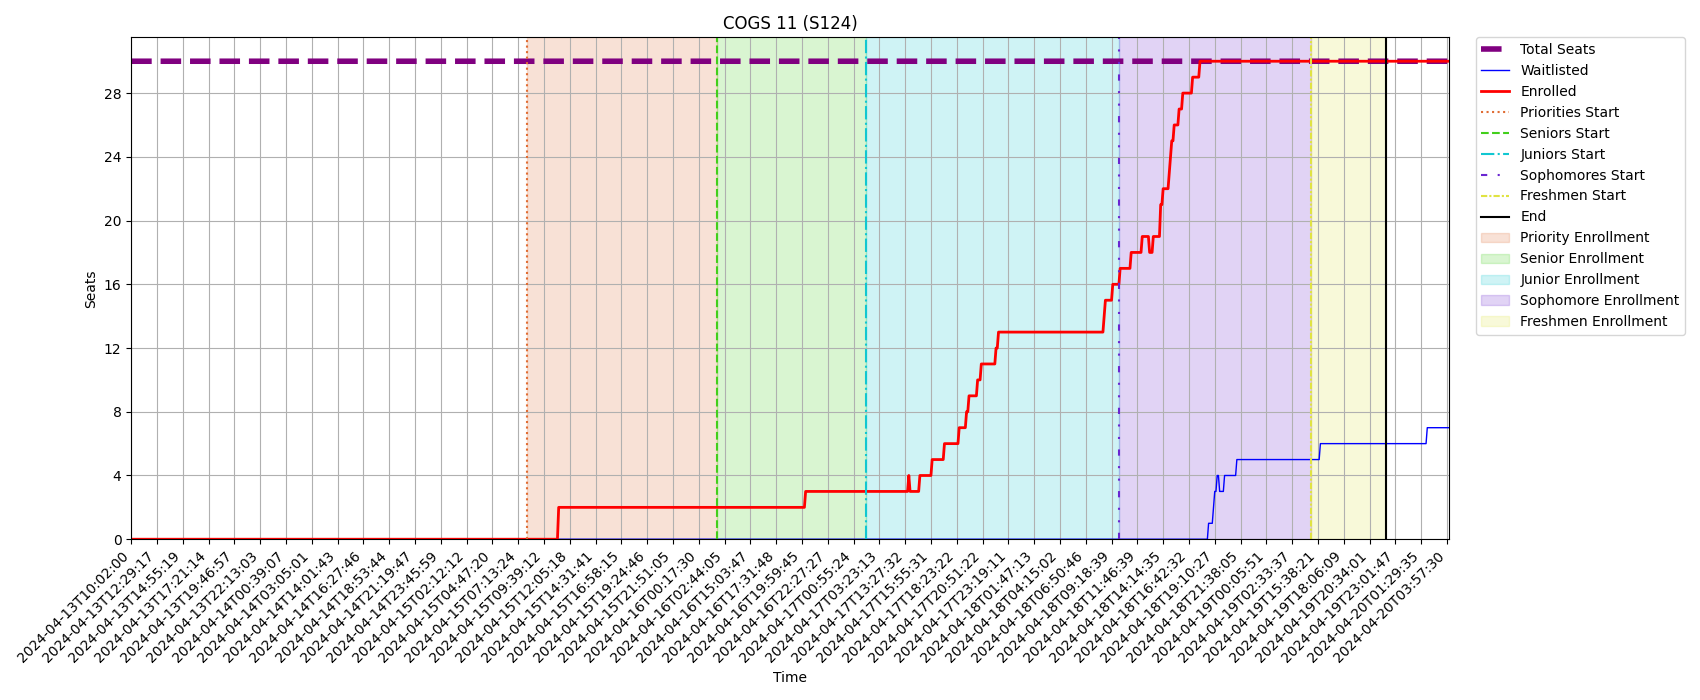 COGS 11 (S124)
Seats
28
24
20
16
12
8
4
0
2024-04-13T10:02:00
2024-04-13T12:29:17
2024-04-13T14:55:19
2024-04-13T17:21:14
2024-04-13T19:46:57
2024-04-13T22:13:03
2024-04-14T00:39:07
2024-04-14T03:05:01
2024-04-14T14:01:43
2024-04-14T16:27:46
2024-04-14T18:53:44
2024-04-14T21:19:47
2024-04-14T23:45:59
2024-04-15T02:12:12
2024-04-15T04:47:20
2024-04-15T07:13:24
2024-04-15T09:39:12
2024-04-15T12:05:18
2024-04-15T14:31:41
2024-04-15T16:58:15
2024-04-15T19:24:46
2024-04-15T21:51:05
2024-04-16T00:17:30
2024-04-16T02:44:05
2024-04-16T15:03:47
2024-04-16T17:31:48
2024-04-16T19:59:45
2024-04-16T22:27:27
2024-04-17T00:55:24
2024-04-17T03:23:13
2024-04-17T13:27:32
2024-04-17T15:55:31
2024-04-17T18:23:22
2024-04-17T20:51:22
2024-04-17T23:19:11
2024-04-18T01:47:13
2024-04-18T04:15:02
2024-04-18T06:50:46
2024-04-18T09:18:39
2024-04-18T11:46:39
2024-04-18T14:14:35
2024-04-18T16:42:32
2024-04-18T19:10:27
2024-04-18T21:38:05
2024-04-19T00:05:51
2024-04-19T02:33:37
2024-04-19T15:38:21
2024-04-19T18:06:09
2024-04-19T20:34:01
2024-04-19T23:01:47
2024-04-20T01:29:35
2024-04-20T03:57:30
Time
Total Seats
Waitlisted
Enrolled
Priorities Start
Seniors Start
Juniors Start
Sophomores Start
Freshmen Start
End
Priority Enrollment
Senior Enrollment
Junior Enrollment
Sophomore Enrollment
Freshmen Enrollment